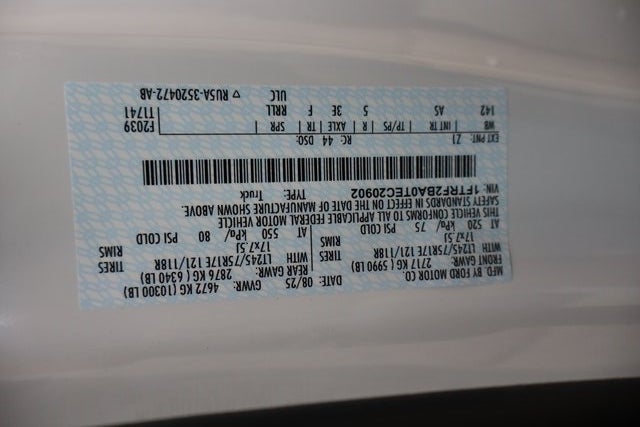 MFD. BY FORD MOTOR CO
DATE: 08/25 GVWR: 4672 KG (10300 LB)
FRONT GAWR: 2717 KG (5990 LB) REAR GAWR: 2876 KG (6340 LB)
WITH LT245/75R17E 121/118R TIRES WITH LT245/75R17E 121/118R TIRES
17x7.5J RIMS 17x7.5J RIMS
AT 520 kPa/ 75 PSI COLD AT 550 kPa/ 80 PSI COLD
THIS VEHICLE CONFORMS TO ALL APPLICABLE FEDERAL MOTOR VEHICLE
SAFETY STANDARDS IN EFFECT ON THE DATE OF MANUFACTURE SHOWN ABOVE.
VIN: 1FTRF2BA0TEC20902 TYPE: Truck
EXT PNT: Z1 RC: 44 DSO:
WB INT TR TP/PS R AXLE TR SPR F2039
142 AS 5 3E F RRLL T1741
ULC ▽ RU5A-3520472-AB